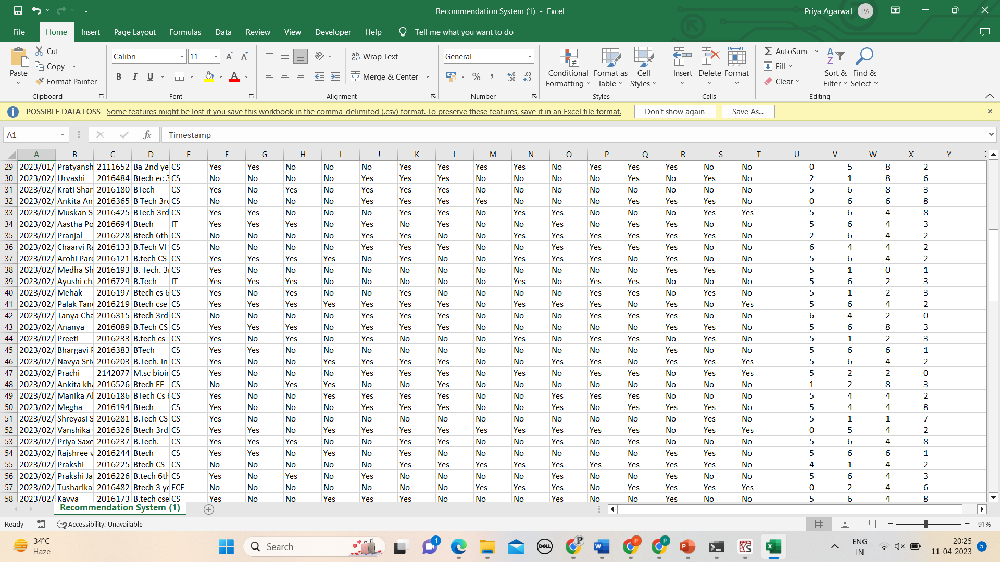 Recommendation System (1) - Excel
Priya Agarwal PA
File Home Insert Page Layout Formulas Data Review View Developer Help Tell me what you want to do
Paste
Cut
Copy
Format Painter
Clipboard
Calibri 11
B I U
Font
Wrap Text
Merge & Center
Alignment
General
Number
Conditional Formatting
Format as Table
Cell Styles
Styles
Insert Delete Format
Cells
AutoSum
Fill
Clear
Sort & Filter
Find & Select
Editing
POSSIBLE DATA LOSS Some features might be lost if you save this workbook in the comma-delimited (.csv) format. To preserve these features, save it in an Excel file format. Don't show again Save As...
A1 fx Timestamp
A B C D E F G H I J K L M N O P Q R S T U V W X Y
29 2023/01/ Pratyansh 2111652 Ba 2nd ye CS Yes Yes No No No Yes Yes Yes Yes No Yes Yes Yes No No 0 5 8 2
30 2023/02/ Urvashi 2016484 Btech ec 3 CS No No No No Yes Yes Yes No No No No Yes No Yes No 2 1 8 6
31 2023/02/ Krati Shar 2016180 BTech CS Yes No Yes No Yes Yes Yes No No No No No No No No 5 6 8 3
32 2023/02/ Ankita An 2016365 B Tech 3rd CS No No No No Yes Yes Yes Yes No No No Yes Yes Yes No 0 6 6 8
33 2023/02/ Muskan S 2016425 BTech 3rd CS Yes Yes No No No Yes Yes No Yes Yes No No No Yes Yes 5 6 4 8
34 2023/02/ Aastha Po 2016694 Btech IT Yes Yes Yes No Yes No Yes No No Yes No Yes Yes No No 5 6 4 3
35 2023/02/ Pranjal 2016228 Btech 6th CS No No No No Yes Yes No No Yes Yes Yes Yes Yes Yes No 2 6 4 2
36 2023/02/ Chaarvi Ra 2016133 B.Tech VI CS No No No No Yes Yes Yes No No Yes Yes Yes Yes No No 6 4 4 2
37 2023/02/ Arohi Pare 2016121 B.tech CS CS Yes Yes Yes Yes No Yes No No Yes Yes Yes No Yes No No 5 6 4 2
38 2023/02/ Medha Sh 2016193 B. Tech. 3r CS Yes No No No No No No No No No No No Yes Yes No 5 1 0 1
39 2023/02/ Ayushi cha 2016729 B.Tech IT Yes Yes Yes No No No No No Yes No Yes Yes No No No 5 6 2 3
40 2023/02/ Mehak 2016197 Btech cs 6 CS Yes No Yes No No Yes No No No No Yes Yes No Yes No 5 1 2 3
41 2023/02/ Palak Tand 2016219 Btech cse CS Yes Yes Yes Yes Yes Yes Yes No Yes Yes Yes No Yes No Yes 5 6 4 2
42 2023/02/ Tanya Cha 2016315 Btech 3rd CS No No No No Yes Yes Yes No No No Yes Yes Yes No No 6 4 2 0
43 2023/02/ Ananya 2016089 B.Tech CS CS Yes Yes Yes No Yes Yes Yes No No No No No Yes Yes No 5 6 8 3
44 2023/02/ Preeti 2016233 B.tech cs CS Yes No Yes No Yes No No No Yes No Yes Yes No Yes No 5 1 2 3
45 2023/02/ Bhargavi P 2016383 BTech CS Yes Yes No No No No No No No No No No Yes No No 5 6 6 1
46 2023/02/ Navya Sriv 2016203 B.Tech. in CS Yes No No Yes Yes Yes Yes No No Yes Yes No Yes Yes Yes 5 6 4 2
47 2023/02/ Prachi 2142077 M.sc bioin CS Yes No No No Yes Yes Yes No Yes No Yes Yes No Yes Yes 5 2 2 0
48 2023/02/ Ankita kha 2016526 Btech EE CS No No Yes Yes No No Yes No No No No No No No No 1 2 8 3
49 2023/02/ Manika Al 2016186 BTech Cs 6 CS Yes No No Yes Yes Yes Yes No No Yes Yes Yes No No No 5 4 4 2
50 2023/02/ Megha 2016194 Btech CS Yes No No No Yes Yes Yes No No Yes No Yes Yes Yes No 5 4 4 8
51 2023/02/ Shreyasi S 2016281 B.Tech CS CS Yes No No No No No No No No No No No No Yes No 5 1 1 7
52 2023/02/ Vanshika 2016326 Btech 3rd CS Yes Yes No Yes Yes Yes Yes Yes Yes Yes Yes Yes No Yes Yes 0 5 4 2
53 2023/02/ Priya Saxe 2016237 B.Tech. CS Yes Yes Yes No No Yes Yes No No Yes No Yes No No No 5 6 4 8
54 2023/02/ Rajshree v 2016244 Btech CS Yes Yes No Yes No Yes No No No No No No Yes Yes No 5 6 6 1
55 2023/02/ Prakshi 2016225 Btech CS CS No No No No No Yes Yes Yes Yes Yes Yes Yes Yes Yes No 4 1 4 2
56 2023/02/ Prakshi Ja 2016226 B.tech 6th CS Yes No Yes No Yes No No No No Yes No No Yes No No 5 6 4 3
57 2023/02/ Tusharika 2016482 Btech 3 ye ECE No No No No No No No Yes Yes Yes No Yes Yes Yes Yes 0 2 4 6
58 2023/02/ Kavya 2016173 B.tech cse CS Yes No No Yes Yes Yes No No No Yes No No Yes No No 5 6 4 8
Recommendation System (1)
Ready Accessibility: Unavailable 91%
34°C
Haze
Search
1
DELL
ENG
IN
20:25
11-04-2023
5